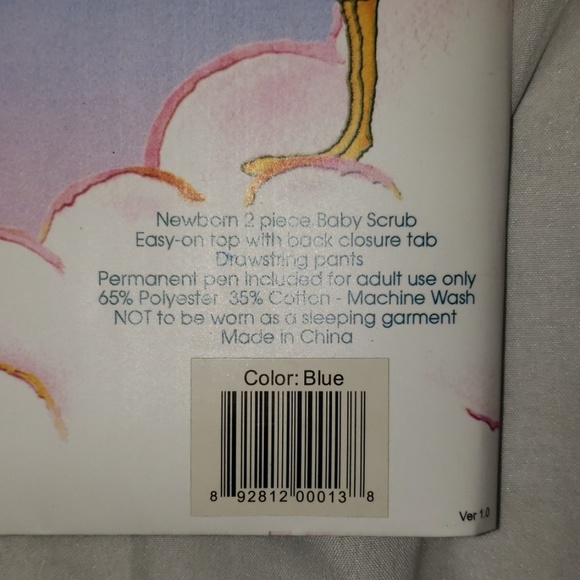 Newborn 2 piece Baby Scrub
Easy-on top with back closure tab
Drawstring pants
Permanent pen included for adult use only
65% Polyester 35% Cotton - Machine Wash
NOT to be worn as a sleeping garment
Made in China
Color: Blue
8 92812 00013 8
Ver 1.0